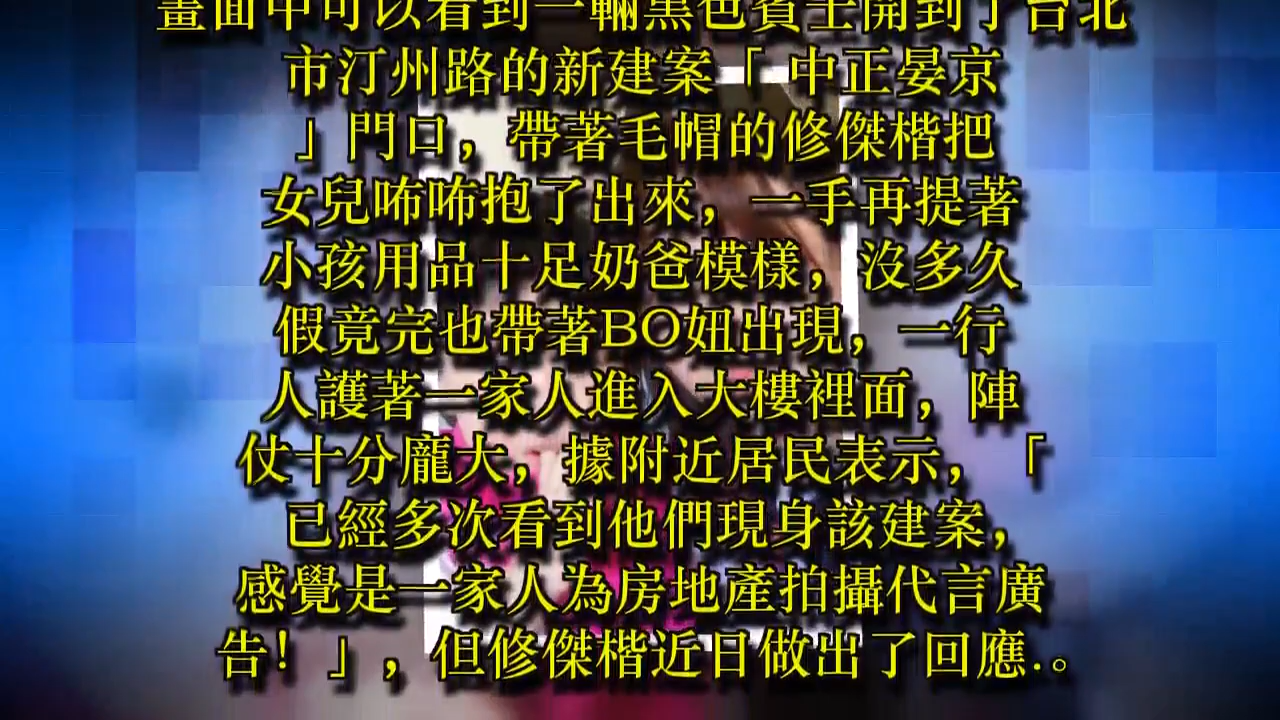 畫面中可以看到一輛黑色賓士開到了台北
市汀州路的新建案「 中正晏京
」門口，帶著毛帽的修傑楷把
女兒咘咘抱了出來，一手再提著
小孩用品十足奶爸模樣，沒多久
假竟完也帶著BO妞出現，一行
人護著一家人進入大樓裡面，陣
仗十分龐大，據附近居民表示，「
已經多次看到他們現身該建案，
感覺是一家人為房地產拍攝代言廣
告！」，但修傑楷近日做出了回應.。